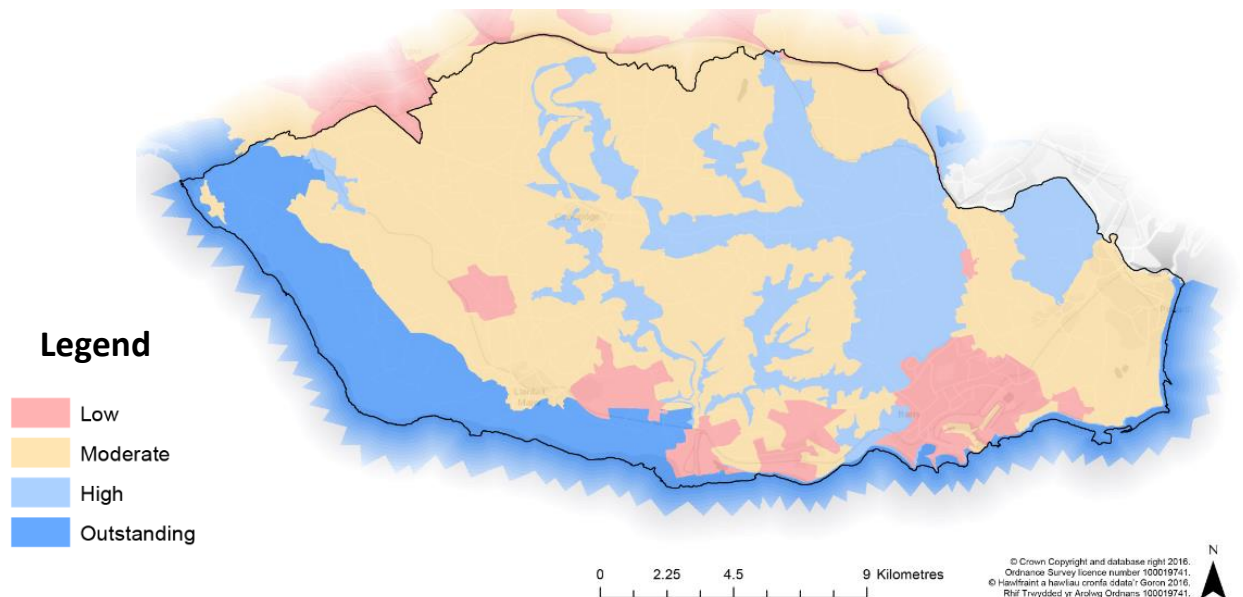 Legend
Low
Moderate
High
Outstanding
0 2.25 4.5 9 Kilometres
N
© Crown Copyright and database right 2016.
Ordnance Survey licence number 100019741.
© Hawlfraint a hawliau cronfa ddata'r Goron 2016.
Rhif Trwydded yr Arolwg Ordnans 100019741.